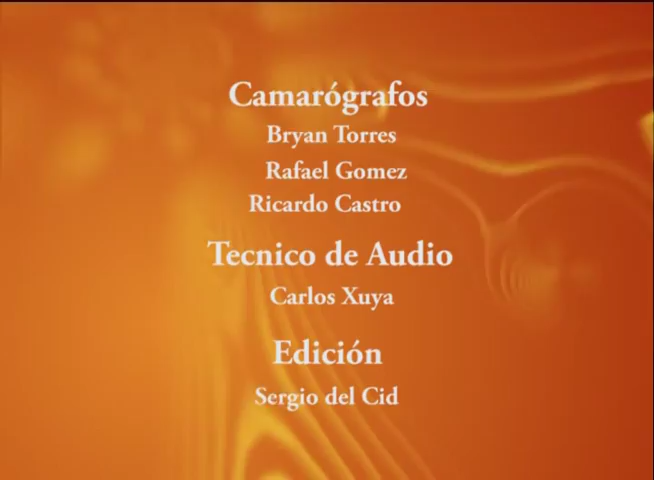 Camarógrafos
Bryan Torres
Rafael Gomez
Ricardo Castro
Tecnico de Audio
Carlos Xuya
Edición
Sergio del Cid